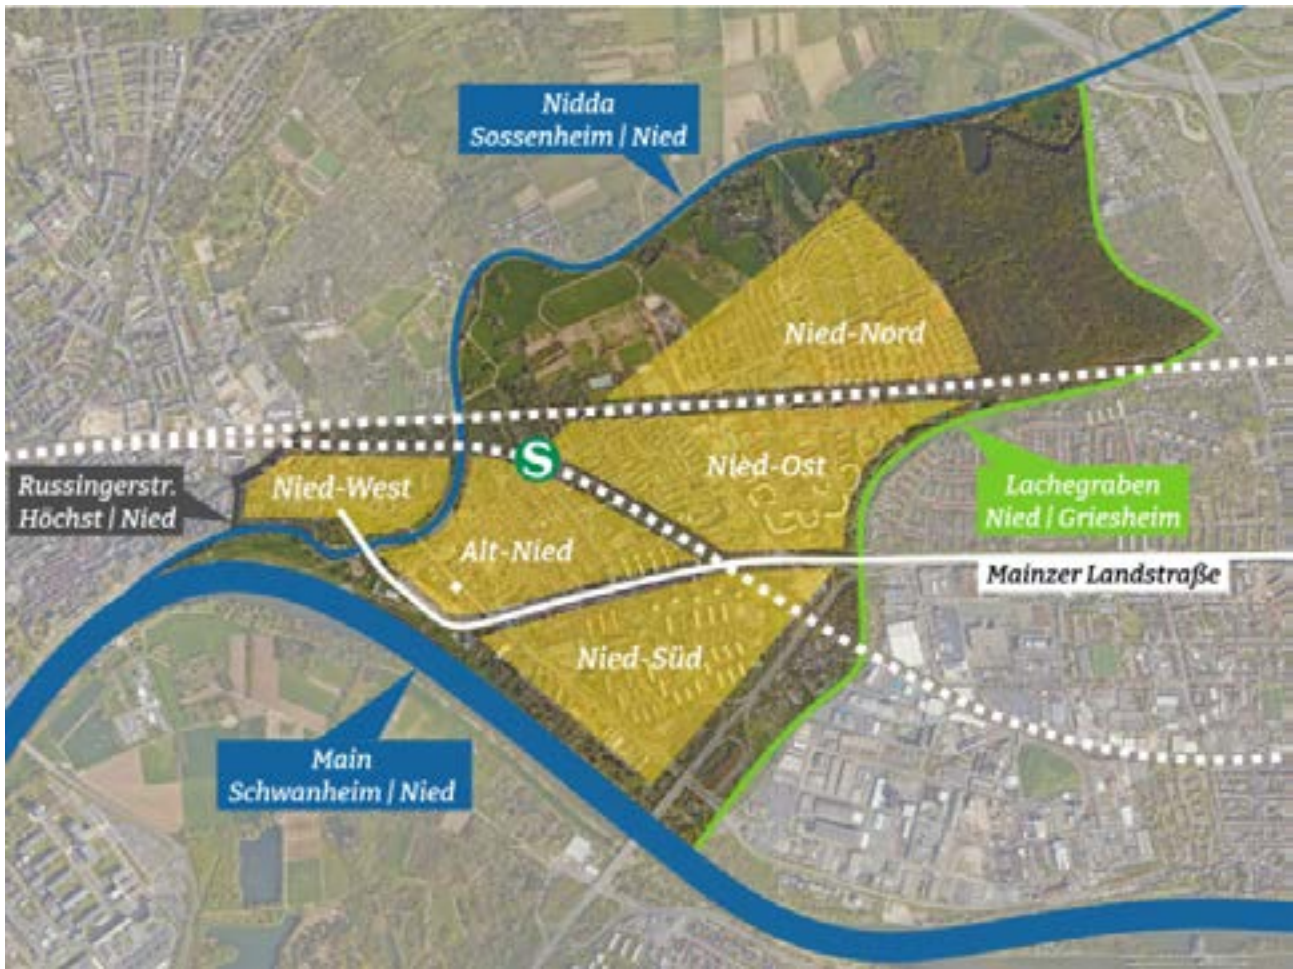 Nidda
Sossenheim | Nied
Nied-Nord
Nied-Ost
S
Nied-West
Russingerstr.
Höchst | Nied
Lachegraben
Nied | Griesheim
Alt-Nied
Mainzer Landstraße
Nied-Süd
Main
Schwanheim | Nied